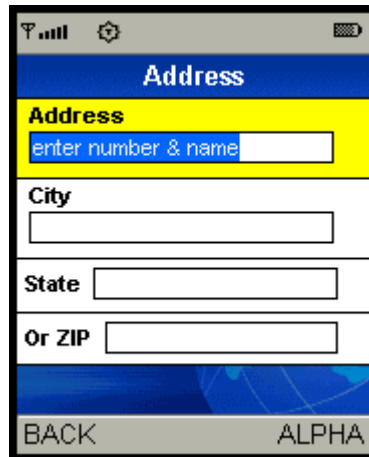 Address
Address
enter number & name
City
State
Or ZIP
BACK ALPHA